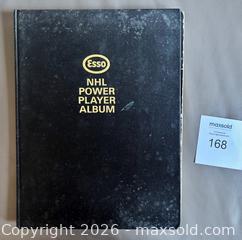 Esso
NHL
POWER
PLAYER
ALBUM
maxsold
168
© Copyright 2026 - Maxsold.com